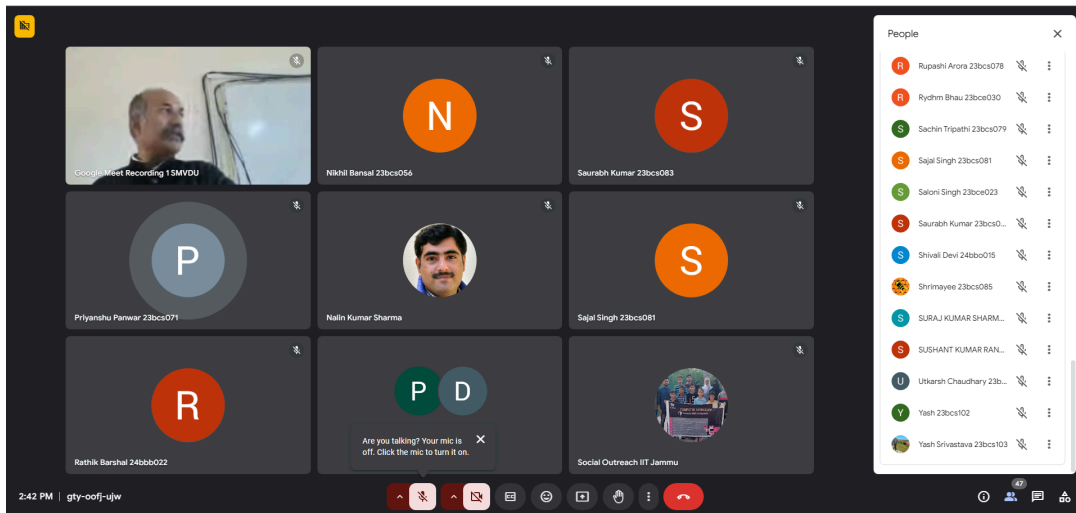 People
Google Meet Recording 1 SMVDU
N
Nikhil Bansal 23bcs056
S
Saurabh Kumar 23bcs083
P
Priyanshu Panwar 23bcs071
Nalin Kumar Sharma
S
Sajal Singh 23bcs081
R
Rathik Barshal 24bbb022
P D
Are you talking? Your mic is
off. Click the mic to turn it on.
Social Outreach IIT Jammu
R Rupashi Arora 23bcs078
R Rydhm Bhau 23bce030
S Sachin Tripathi 23bcs079
S Sajal Singh 23bcs081
S Saloni Singh 23bce023
S Saurabh Kumar 23bcs0...
S Shivali Devi 24bbo015
Shrimayee 23bcs085
S SURAJ KUMAR SHARM...
S SUSHANT KUMAR RAN...
U Utkarsh Chaudhary 23b...
Y Yash 23bcs102
Yash Srivastava 23bcs103
2:42 PM | gty-oofj-ujw
47